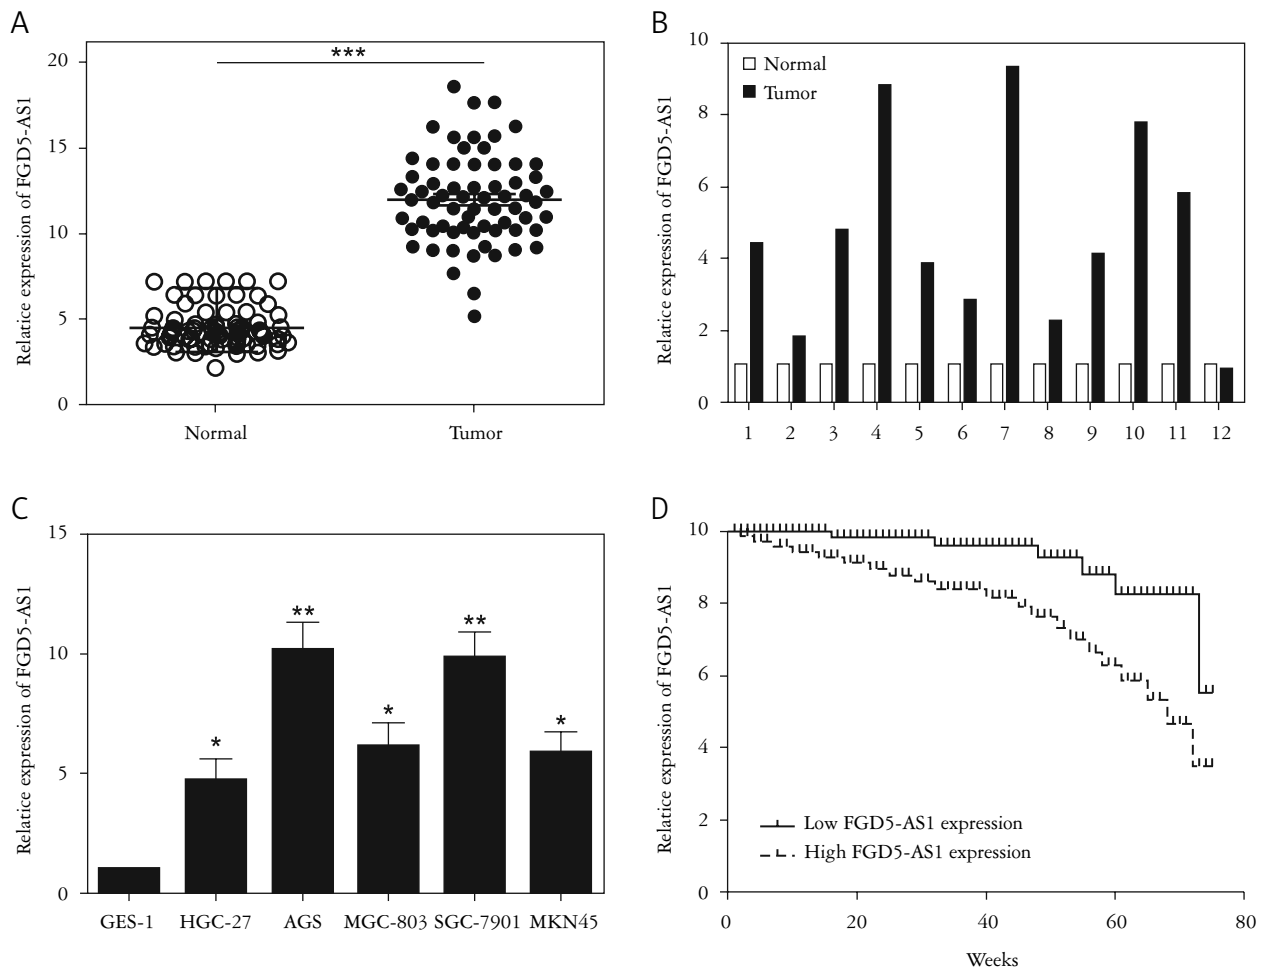 A
Relatice expression of FGD5-AS1
20
15
10
5
0
***
Normal
Tumor
B
Relatice expression of FGD5-AS1
10
8
6
4
2
0
Normal
Tumor
1 2 3 4 5 6 7 8 9 10 11 12
C
Relatice expression of FGD5-AS1
15
10
5
0
*
**
*
**
*
GES-1 HGC-27 AGS MGC-803 SGC-7901 MKN45
D
Relatice expression of FGD5-AS1
10
8
6
4
2
0
Low FGD5-AS1 expression
High FGD5-AS1 expression
0 20 40 60 80
Weeks